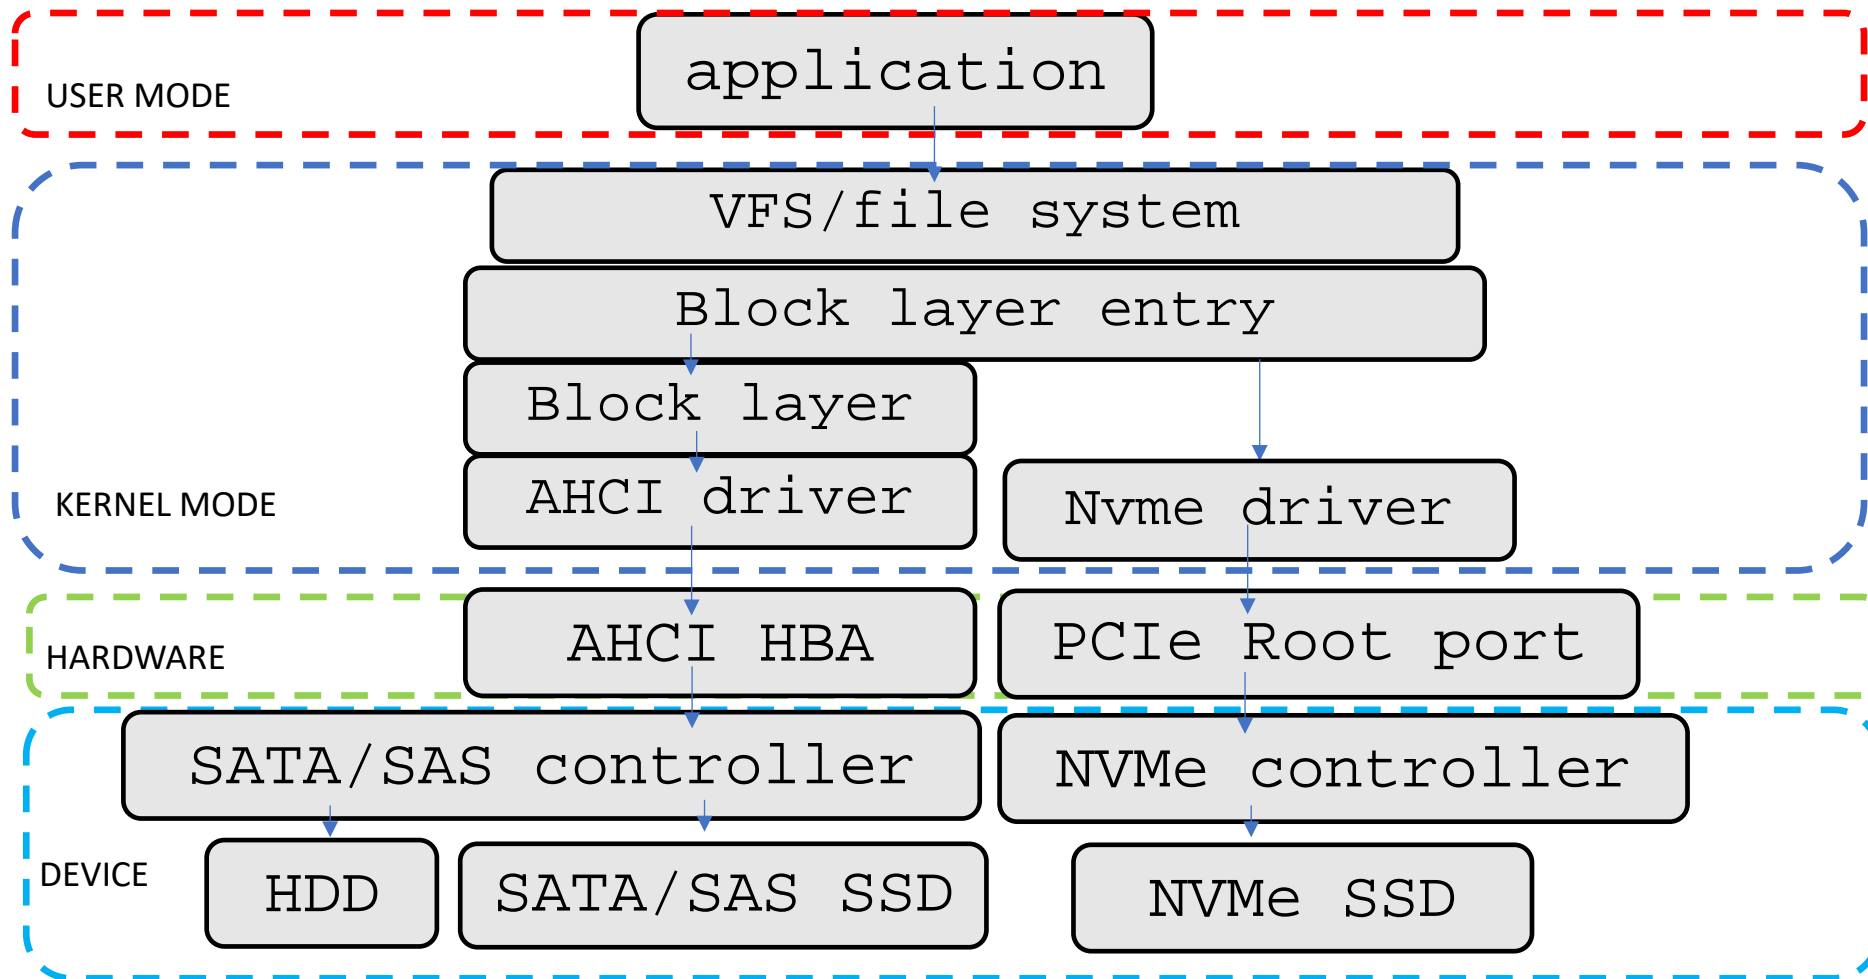 application
USER MODE
VFS/file system
Block layer entry
Block layer
AHCI driver
Nvme driver
KERNEL MODE
AHCI HBA
PCIe Root port
HARDWARE
SATA/SAS controller
NVMe controller
DEVICE
HDD
SATA/SAS SSD
NVMe SSD